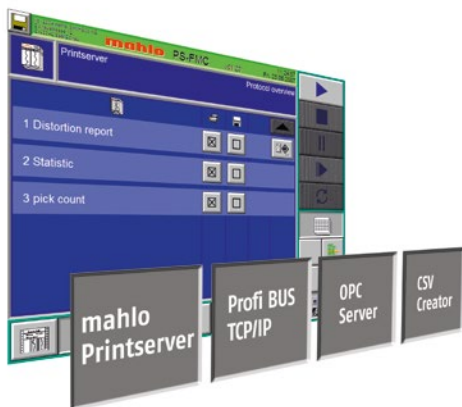 mahlo PS-FMC
Printserver
Protocol overview
1 Distortion report
2 Statistic
3 pick count
mahlo
Printserver
Profi BUS
TCP/IP
OPC
Server
CSV
Creator